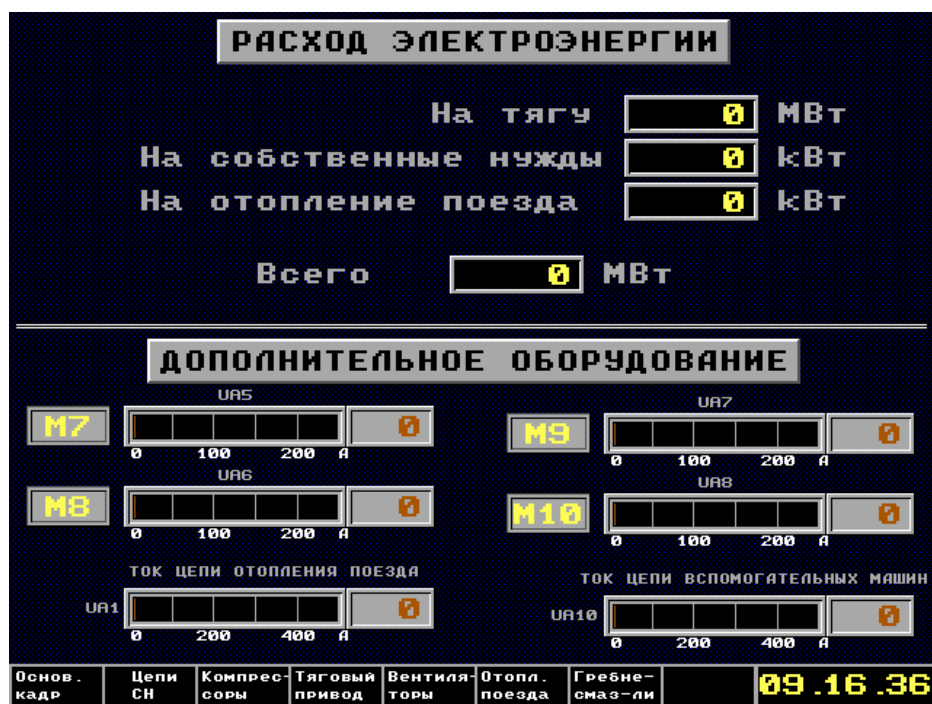 РАСХОД ЭЛЕКТРОЭНЕРГИИ
На тягу 0 МВт
На собственные нужды 0 кВт
На отопление поезда 0 кВт
Всего 0 МВт
ДОПОЛНИТЕЛЬНОЕ ОБОРУДОВАНИЕ
UA5
M7 0
0 100 200 A
UA7
M9 0
0 100 200 A
UA6
M8 0
0 100 200 A
UA8
M10 0
0 100 200 A
ТОК ЦЕПИ ОТОПЛЕНИЯ ПОЕЗДА
UA1 0
0 200 400 A
ТОК ЦЕПИ ВСПОМОГАТЕЛЬНЫХ МАШИН
UA10 0
0 200 400 A
Основ. Цепи Компрес- Тяговый Вентиля- Отопл. Гребне-
кадр СН соры привод торы поезда смаз-ли
09.16.36